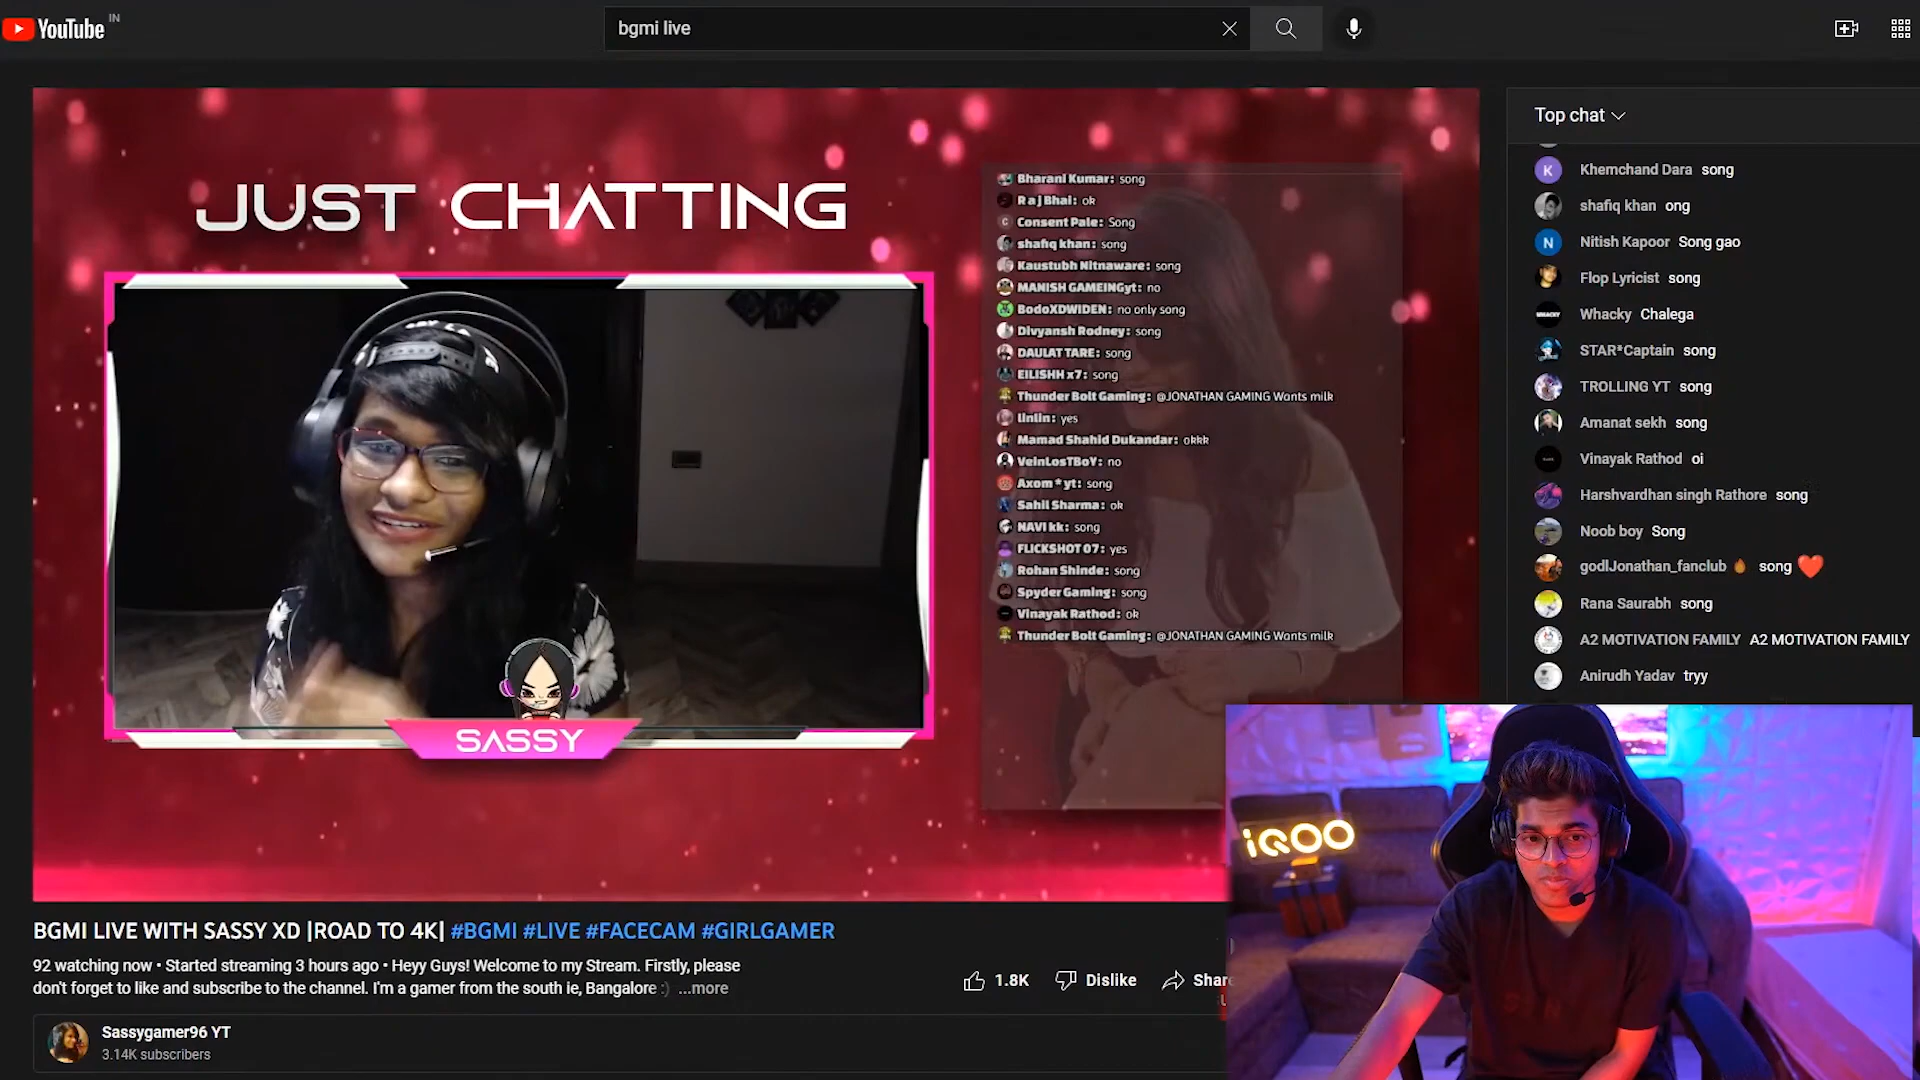 YouTube IN
bgmi live
JUST CHATTING
Bharani Kumar: song
R a j Bhai: ok
Consent Pale: Song
shafiq khan: song
Kaustubh Nitnaware: song
MANISH GAMEINGyt: no
BodoXDWIDEN: no only song
Divyansh Rodney: song
DAULAT TARE: song
EILISHH x7: song
Thunder Bolt Gaming: @JONATHAN GAMING Wants milk
linlin: yes
Mamad Shahid Dukandar: okkk
VeinLosTBoY: no
Axom * yt: song
Sahil Sharma: ok
NAVI kk: song
FLICKSHOT 07: yes
Rohan Shinde: song
Spyder Gaming: song
Vinayak Rathod: ok
Thunder Bolt Gaming: @JONATHAN GAMING Wants milk
SASSY
Top chat
K Khemchand Dara song
shafiq khan ong
N Nitish Kapoor Song gao
Flop Lyricist song
Whacky Chalega
STAR*Captain song
TROLLING YT song
Amanat sekh song
Vinayak Rathod oi
Harshvardhan singh Rathore song
Noob boy Song
godlJonathan_fanclub 🔥 song ❤️
Rana Saurabh song
A2 MOTIVATION FAMILY A2 MOTIVATION FAMILY
Anirudh Yadav tryy
iQOO
BGMI LIVE WITH SASSY XD |ROAD TO 4K| #BGMI #LIVE #FACECAM #GIRLGAMER
92 watching now • Started streaming 3 hours ago • Heyy Guys! Welcome to my Stream. Firstly, please
don't forget to like and subscribe to the channel. I'm a gamer from the south ie, Bangalore :) ...more
1.8K Dislike Share
Sassygamer96 YT
3.14K subscribers